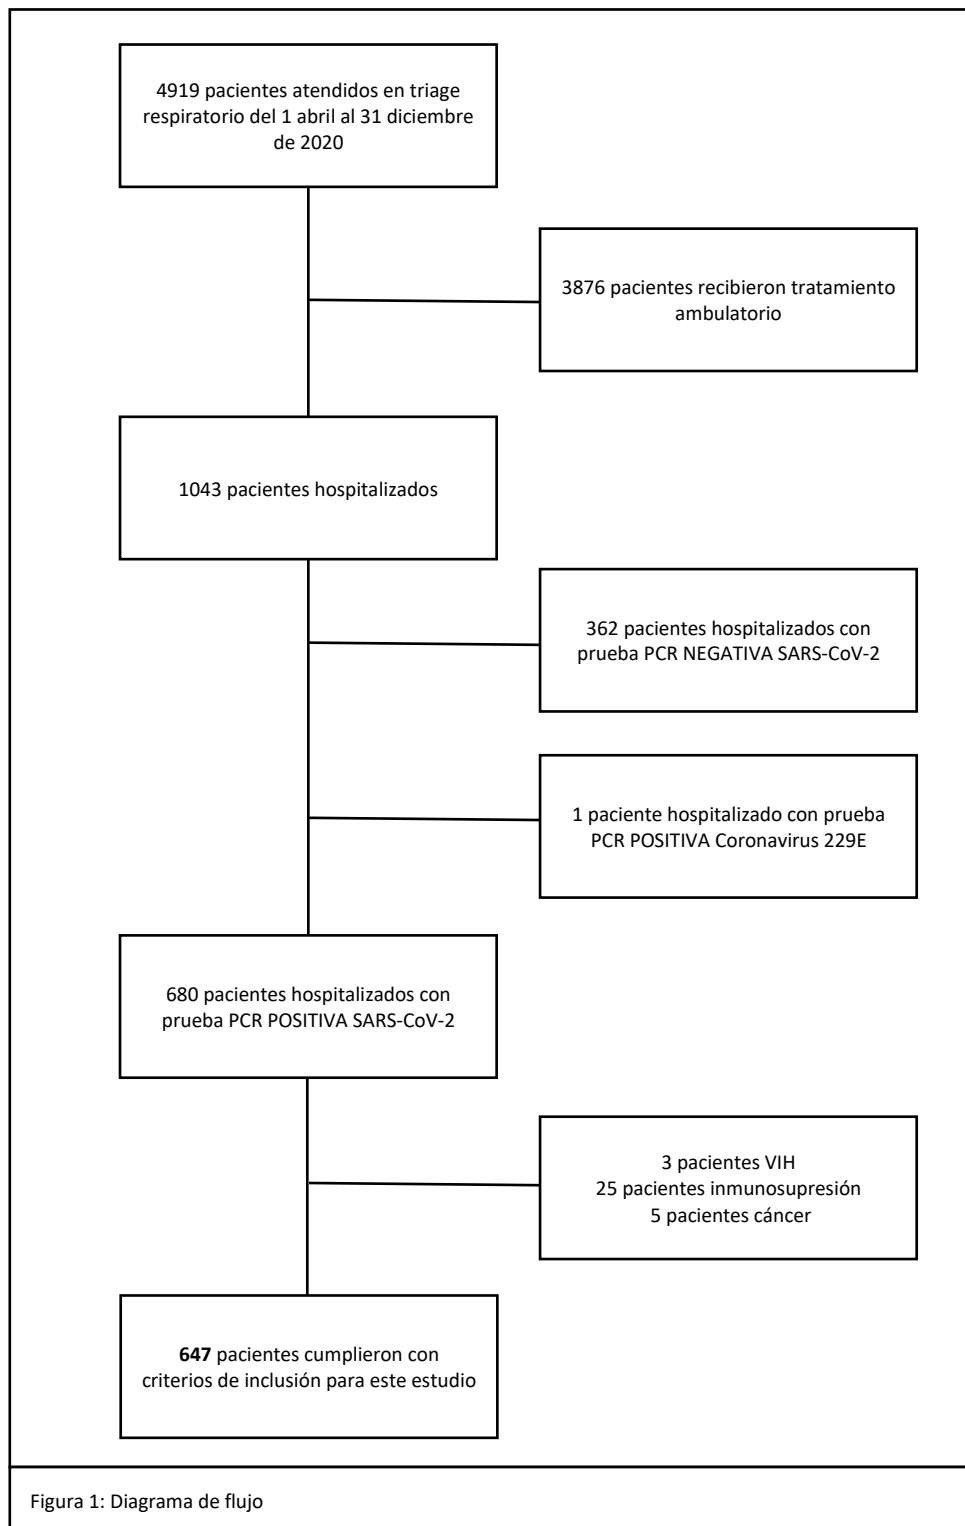 4919 pacientes atendidos en triage
respiratorio del 1 abril al 31 diciembre
de 2020
3876 pacientes recibieron tratamiento
ambulatorio
1043 pacientes hospitalizados
362 pacientes hospitalizados con
prueba PCR NEGATIVA SARS-CoV-2
1 paciente hospitalizado con prueba
PCR POSITIVA Coronavirus 229E
680 pacientes hospitalizados con
prueba PCR POSITIVA SARS-CoV-2
3 pacientes VIH
25 pacientes inmunosupresión
5 pacientes cáncer
647 pacientes cumplieron con
criterios de inclusión para este estudio
Figura 1: Diagrama de flujo